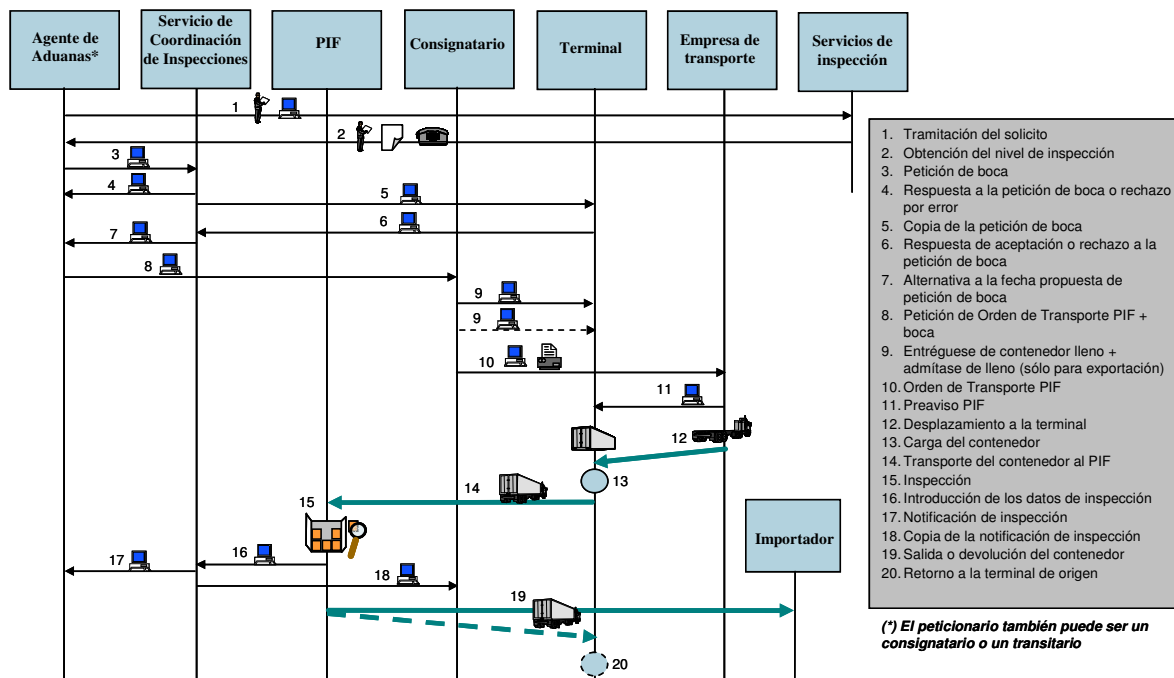 Agente de
Aduanas*
Servicio de
Coordinación
de Inspecciones
PIF
Consignatario
Terminal
Empresa de
transporte
Servicios de
inspección
1
2
3
4
5
6
7
8
9
9
10
11
12
13
14
15
16
17
18
19
20
Importador
1. Tramitación del solicito
2. Obtención del nivel de inspección
3. Petición de boca
4. Respuesta a la petición de boca o rechazo
por error
5. Copia de la petición de boca
6. Respuesta de aceptación o rechazo a la
petición de boca
7. Alternativa a la fecha propuesta de
petición de boca
8. Petición de Orden de Transporte PIF +
boca
9. Entréguese de contenedor lleno +
admítase de lleno (sólo para exportación)
10. Orden de Transporte PIF
11. Preaviso PIF
12. Desplazamiento a la terminal
13. Carga del contenedor
14. Transporte del contenedor al PIF
15. Inspección
16. Introducción de los datos de inspección
17. Notificación de inspección
18. Copia de la notificación de inspección
19. Salida o devolución del contenedor
20. Retorno a la terminal de origen
(*) El peticionario también puede ser un
consignatario o un transitario